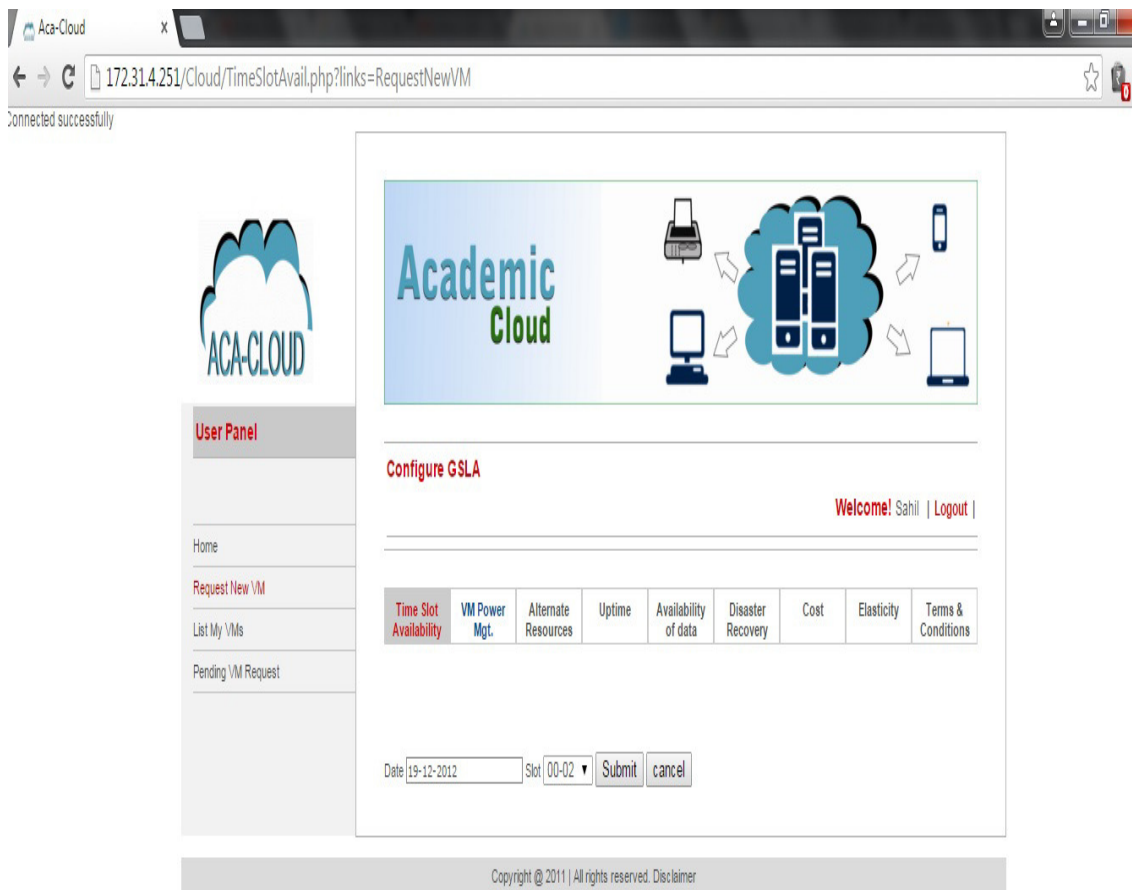 Aca-Cloud x
172.31.4.251/Cloud/TimeSlotAvail.php?links=RequestNewVM
Connected successfully
ACA-CLOUD
Academic
Cloud
User Panel
Home
Request New VM
List My VMs
Pending VM Request
Configure GSLA
Welcome! Sahil | Logout |
Time Slot Availability
VM Power Mgt.
Alternate Resources
Uptime
Availability of data
Disaster Recovery
Cost
Elasticity
Terms & Conditions
Date 19-12-2012 Slot 00-02 Submit cancel
Copyright @ 2011 | All rights reserved. Disclaimer